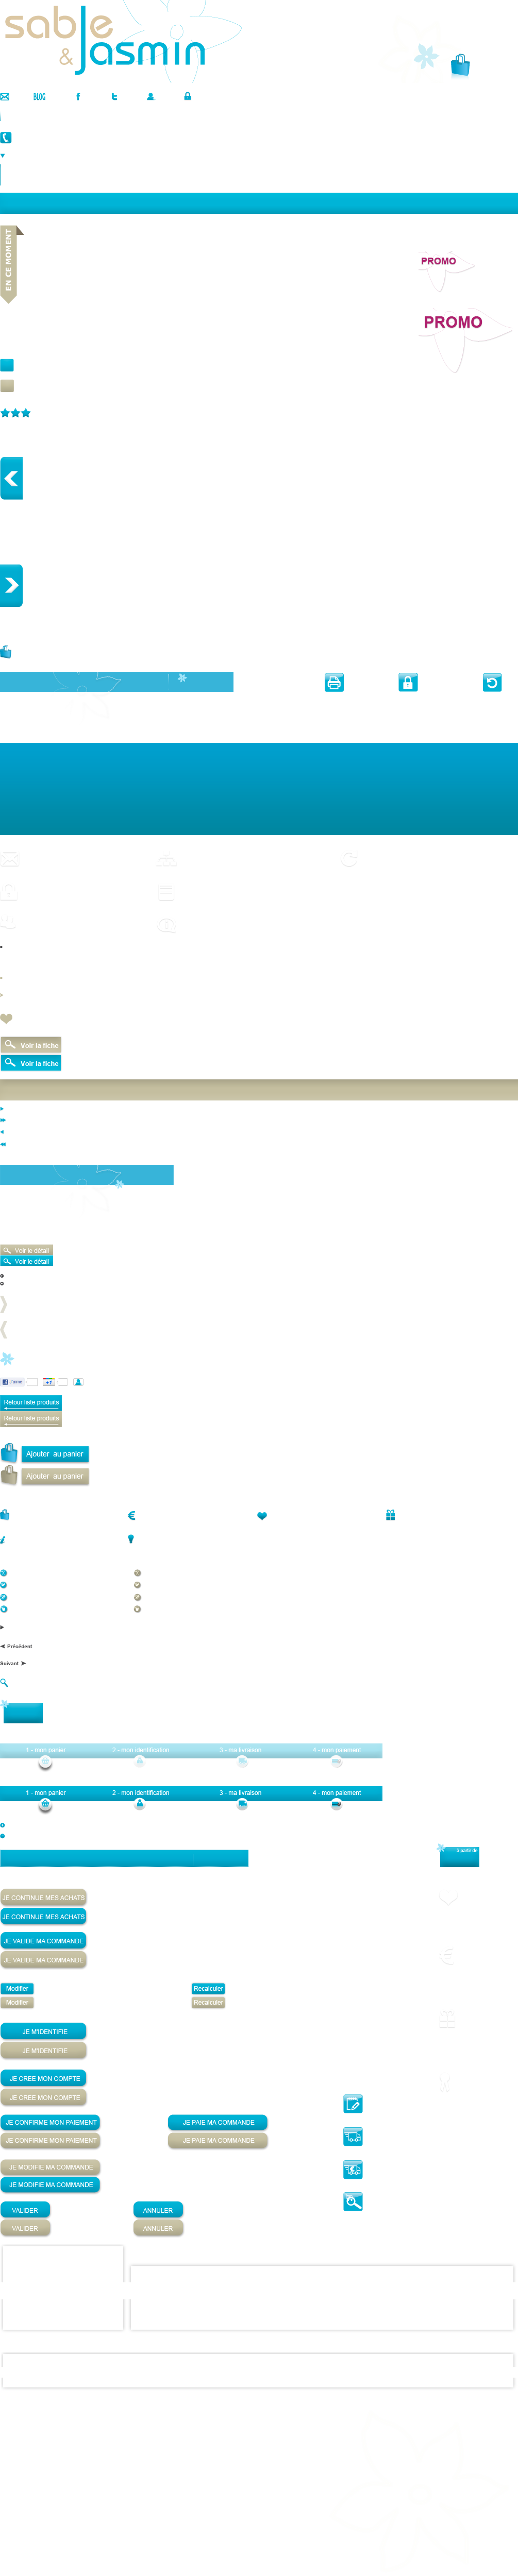 sable
& Jasmin
BLOG
f
EN CE MOMENT
PROMO
PROMO
Voir la fiche
Voir la fiche
Voir le détail
Voir le détail
J'aime
+1
Retour liste produits
Retour liste produits
Ajouter au panier
Ajouter au panier
€
Précédent
Suivant
1 - mon panier 2 - mon identification 3 - ma livraison 4 - mon paiement
1 - mon panier 2 - mon identification 3 - ma livraison 4 - mon paiement
à partir de
JE CONTINUE MES ACHATS
JE CONTINUE MES ACHATS
JE VALIDE MA COMMANDE
JE VALIDE MA COMMANDE
€
Modifier Recalculer
Modifier Recalculer
JE M'IDENTIFIE
JE M'IDENTIFIE
JE CREE MON COMPTE
JE CREE MON COMPTE
JE CONFIRME MON PAIEMENT JE PAIE MA COMMANDE
JE CONFIRME MON PAIEMENT JE PAIE MA COMMANDE
JE MODIFIE MA COMMANDE
JE MODIFIE MA COMMANDE
VALIDER ANNULER
VALIDER ANNULER